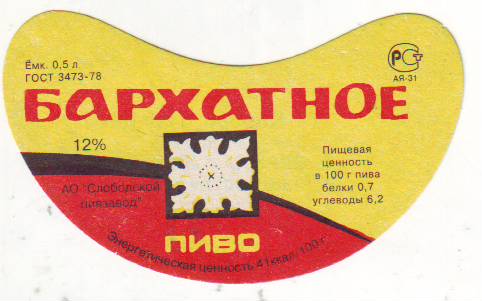 Ёмк. 0,5 л.
ГОСТ 3473-78
РСТ
АЯ-31
БАРХАТНОЕ
12%
АО "Слободской
пивзавод"
Пищевая
ценность
в 100 г пива
белки 0,7
углеводы 6,2
ПИВО
Энергетическая ценность 41ккал/100 г